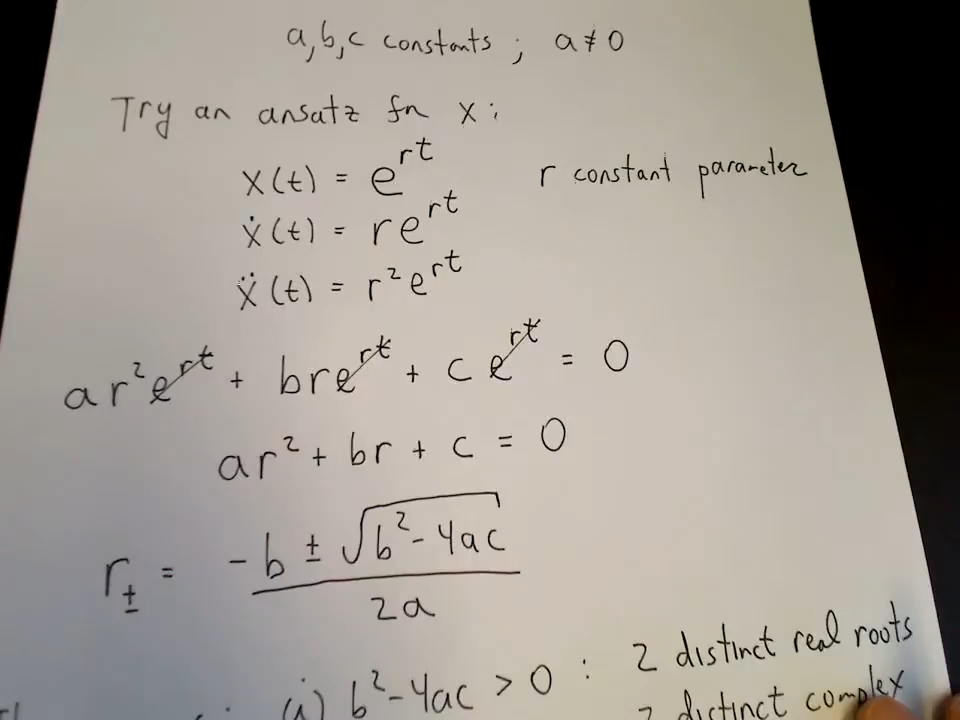 a,b,c constants ; a ≠ 0
Try an ansatz fn x:
x(t) = e^{rt} r constant parameter
ẋ(t) = re^{rt}
ẍ(t) = r²e^{rt}
ar²e^{rt} + bre^{rt} + ce^{rt} = 0
ar² + br + c = 0
r± = (-b ± √(b²-4ac)) / 2a
(i) b²-4ac > 0 : 2 distinct real roots
2 distinct complex